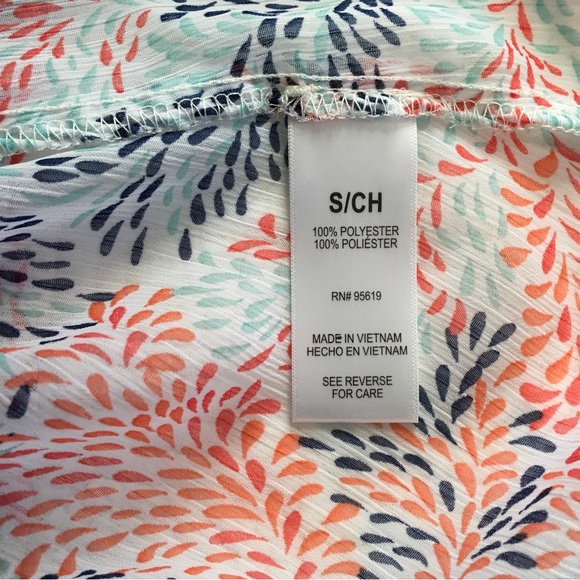 S/CH
100% POLYESTER
100% POLIÉSTER
RN# 95619
MADE IN VIETNAM
HECHO EN VIETNAM
SEE REVERSE
FOR CARE